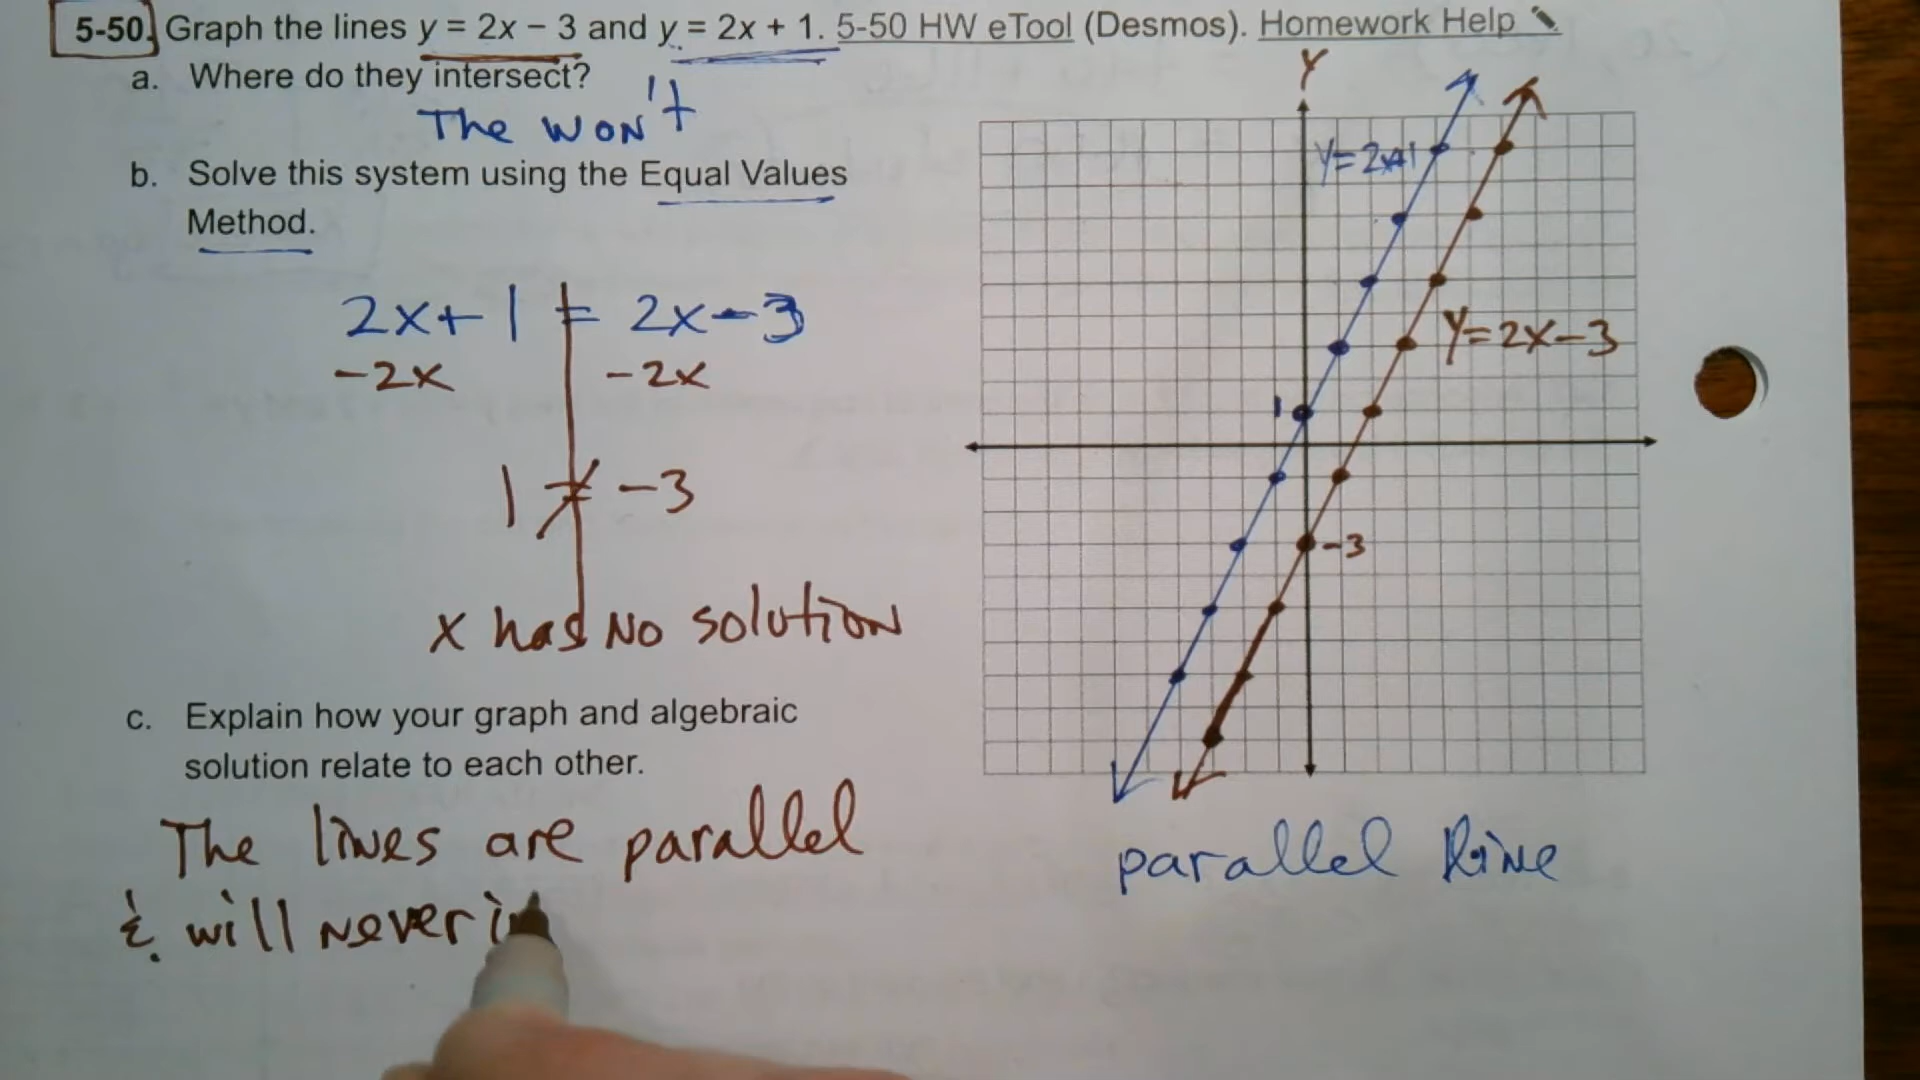 5-50. Graph the lines y = 2x − 3 and y = 2x + 1. 5-50 HW eTool (Desmos). Homework Help ✎
a. Where do they intersect?
The won't
b. Solve this system using the Equal Values
Method.
2x+1 = 2x-3
-2x -2x
1 ≠ -3
x has no solution
c. Explain how your graph and algebraic
solution relate to each other.
The lines are parallel
& will never in
Y
y=2x+1
y=2x-3
1
-3
parallel line